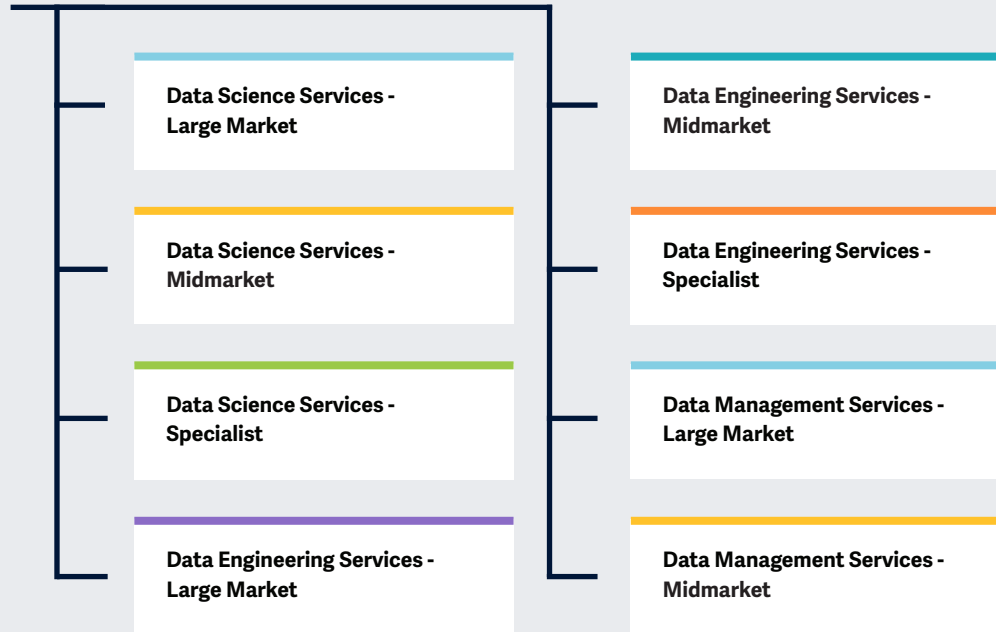 Data Science Services -
Large Market
Data Science Services -
Midmarket
Data Science Services -
Specialist
Data Engineering Services -
Large Market
Data Engineering Services -
Midmarket
Data Engineering Services -
Specialist
Data Management Services -
Large Market
Data Management Services -
Midmarket